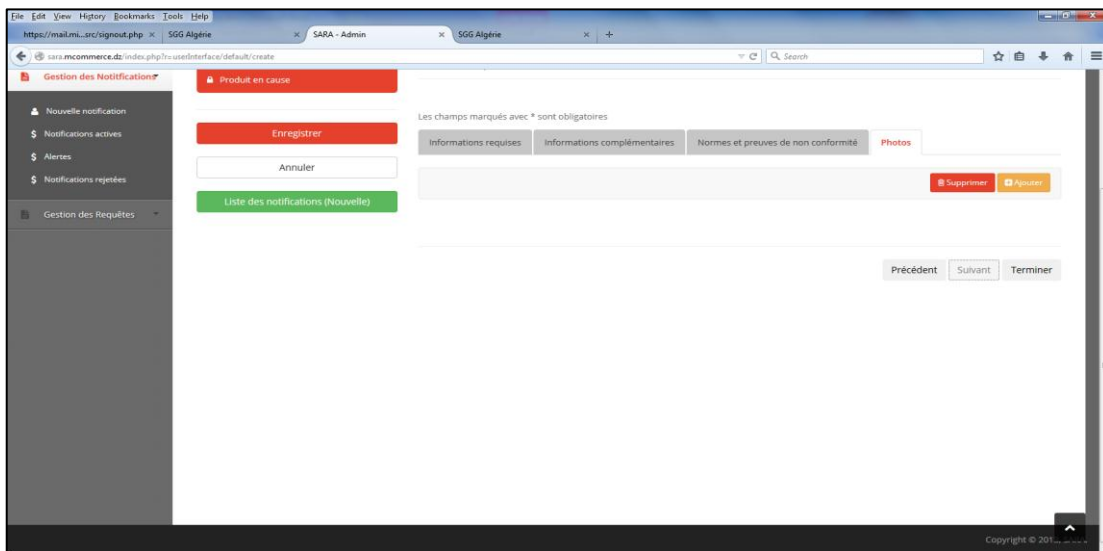 File Edit View History Bookmarks Tools Help
https://mail.mi...src/signout.php × SGG Algérie × SARA - Admin × SGG Algérie × +
sara.mcommerce.dz/index.php?r=userInterface/default/create Search
Gestion des Notitfications
Produit en cause
Nouvelle notification
Les champs marqués avec * sont obligatoires
$ Notifications actives
Enregistrer
Informations requises Informations complémentaires Normes et preuves de non conformité Photos
$ Alertes
Annuler
$ Notifications rejetées
Supprimer Ajouter
Liste des notifications (Nouvelle)
Gestion des Requêtes
Précédent Suivant Terminer
Copyright ©